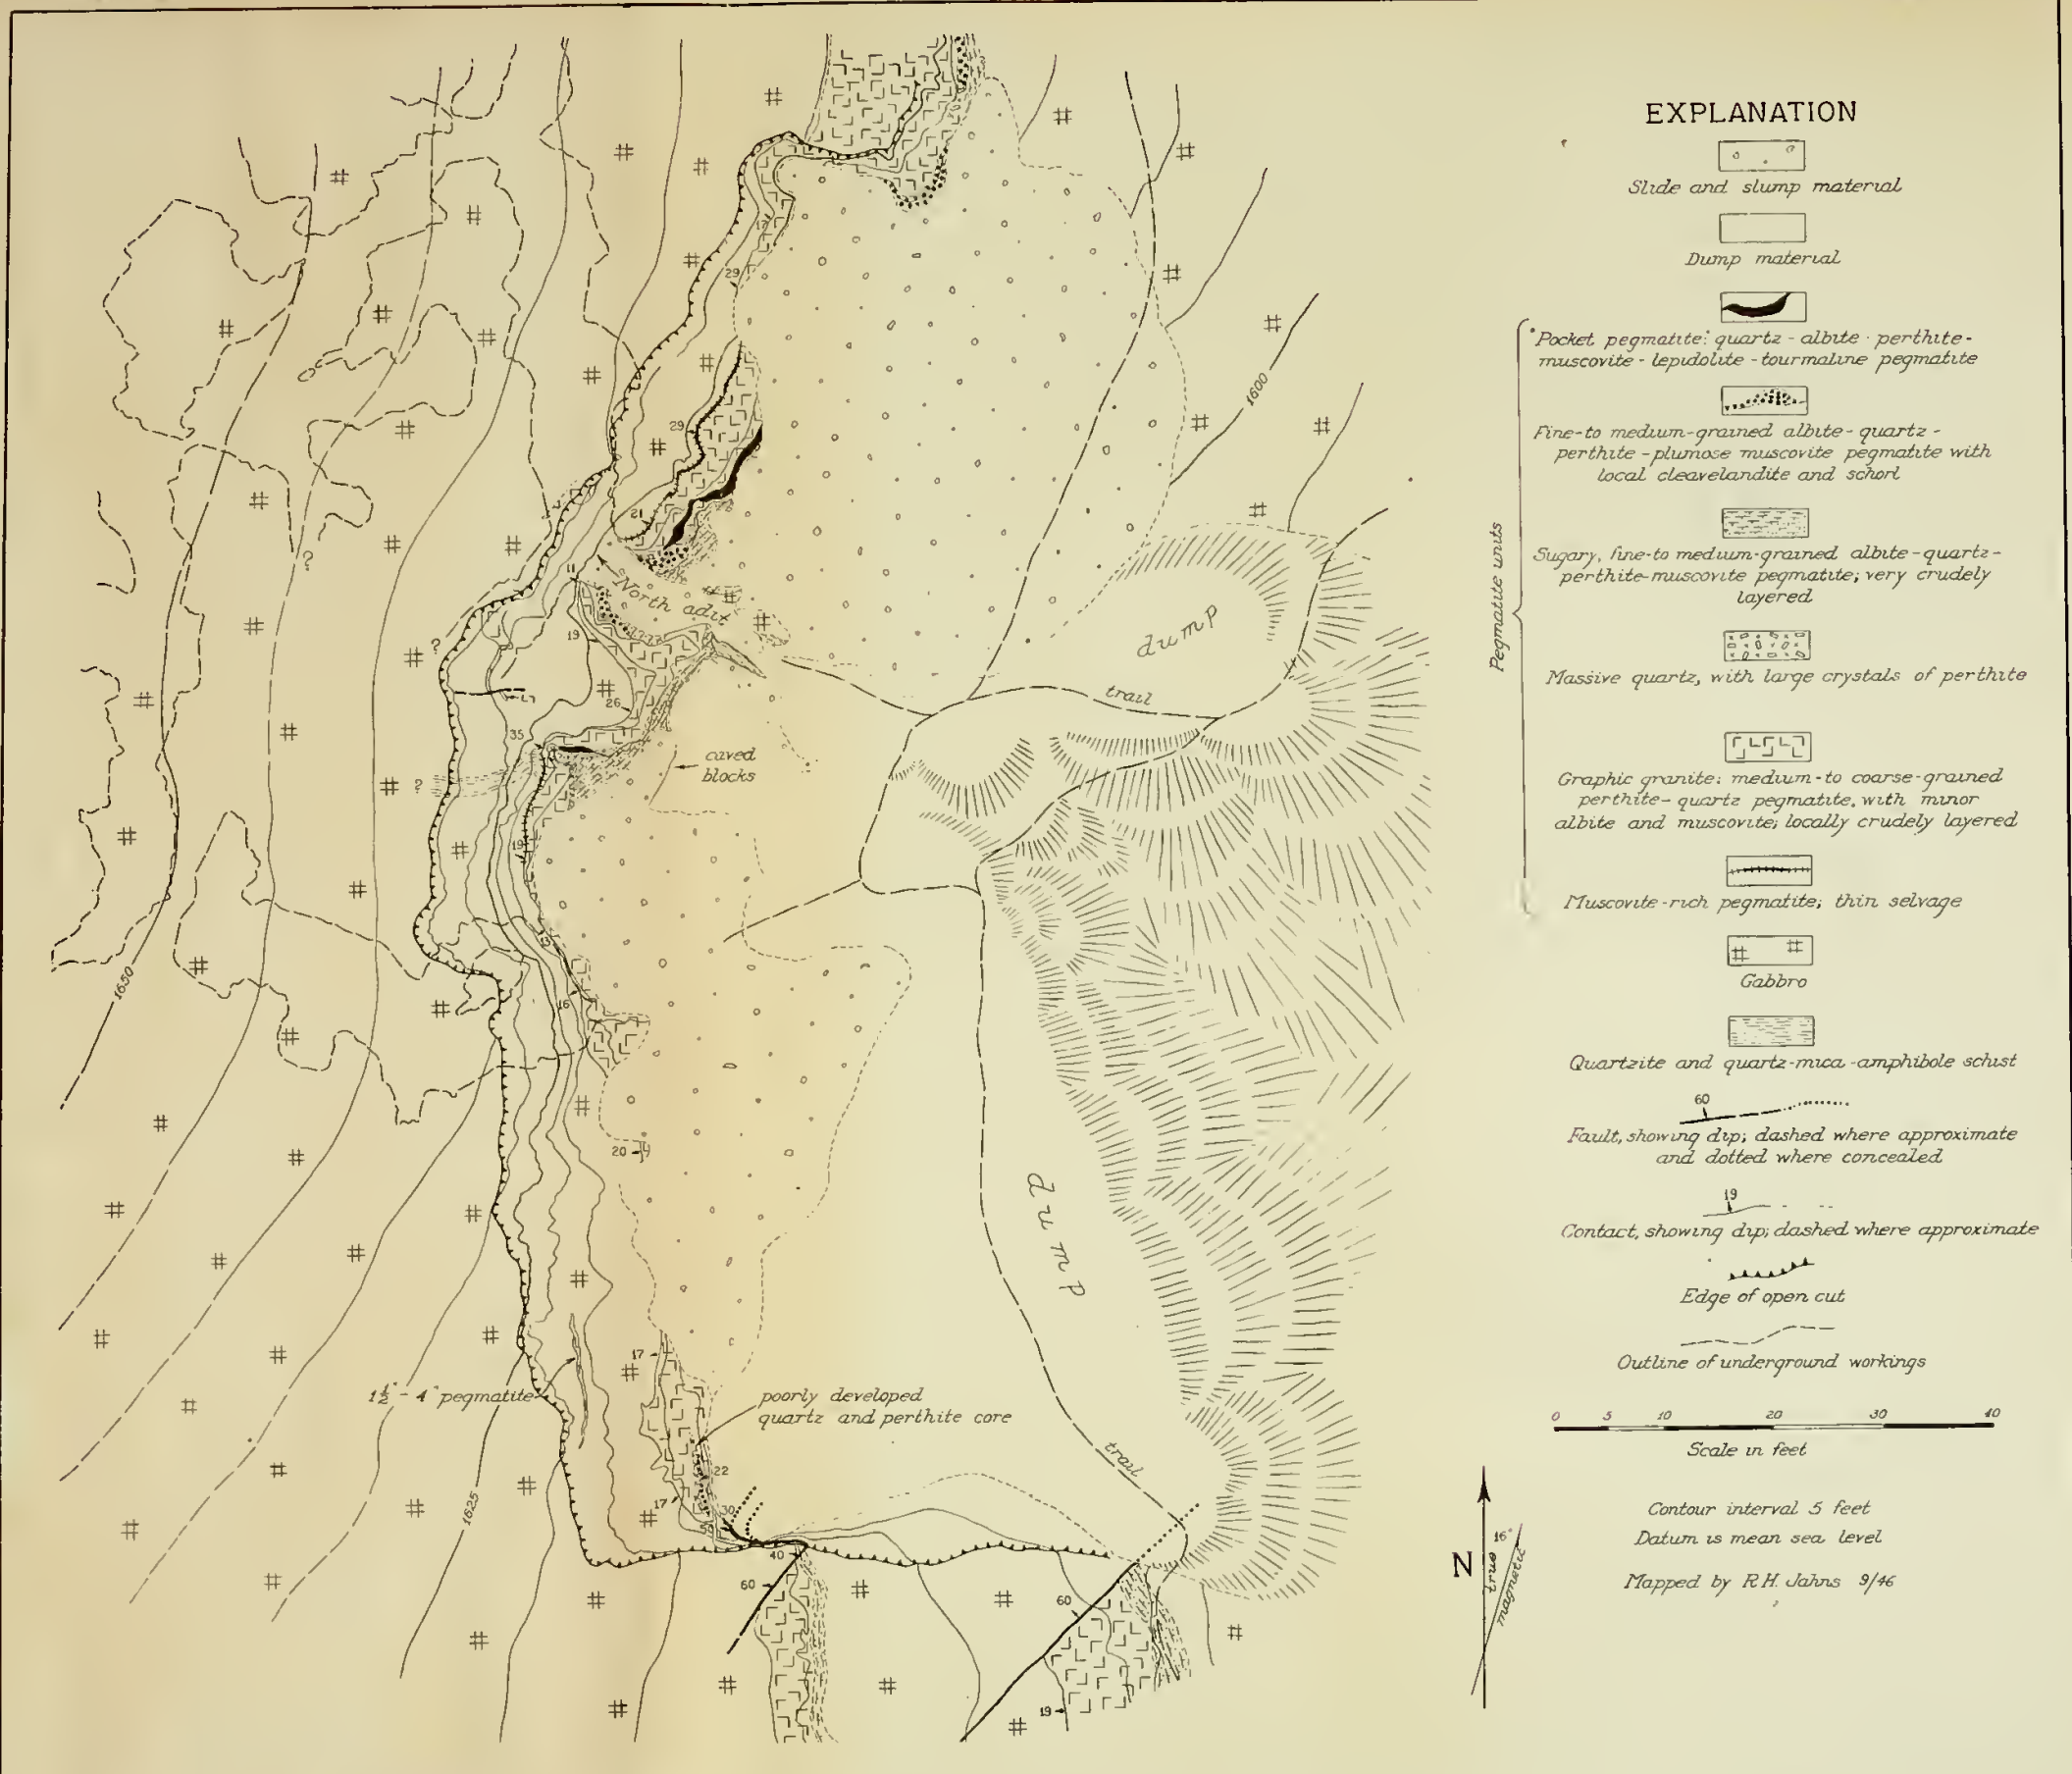 EXPLANATION
Slide and slump material
Dump material
"Pocket pegmatite": quartz - albite - perthite-
muscovite - lepidolite - tourmaline pegmatite
Fine-to medium-grained albite-quartz-
perthite-plumose muscovite pegmatite with
local cleavelandite and schorl
Sugary, fine-to medium-grained albite-quartz-
perthite-muscovite pegmatite; very crudely
layered
Massive quartz, with large crystals of perthite
Graphic granite: medium-to coarse-grained
perthite-quartz pegmatite, with minor
albite and muscovite; locally crudely layered
Muscovite-rich pegmatite; thin selvage
Pegmatite units
Gabbro
Quartzite and quartz-mica-amphibole schist
60
Fault, showing dip; dashed where approximate
and dotted where concealed
19
Contact, showing dip; dashed where approximate
Edge of open cut
Outline of underground workings
0 5 10 20 30 40
Scale in feet
Contour interval 5 feet
Datum is mean sea level
Mapped by R.H. Jahns 9/46
N
true
magnetic
16°
17
29
29
1600
21
?
11
North adit
dump
19
?
trail
26
35
caved
blocks
?
19
13
1650
16
20
dump
17
1½" - 4" pegmatite
poorly developed
quartz and perthite core
trail
22
17
30
50
1625
40
60
60
19